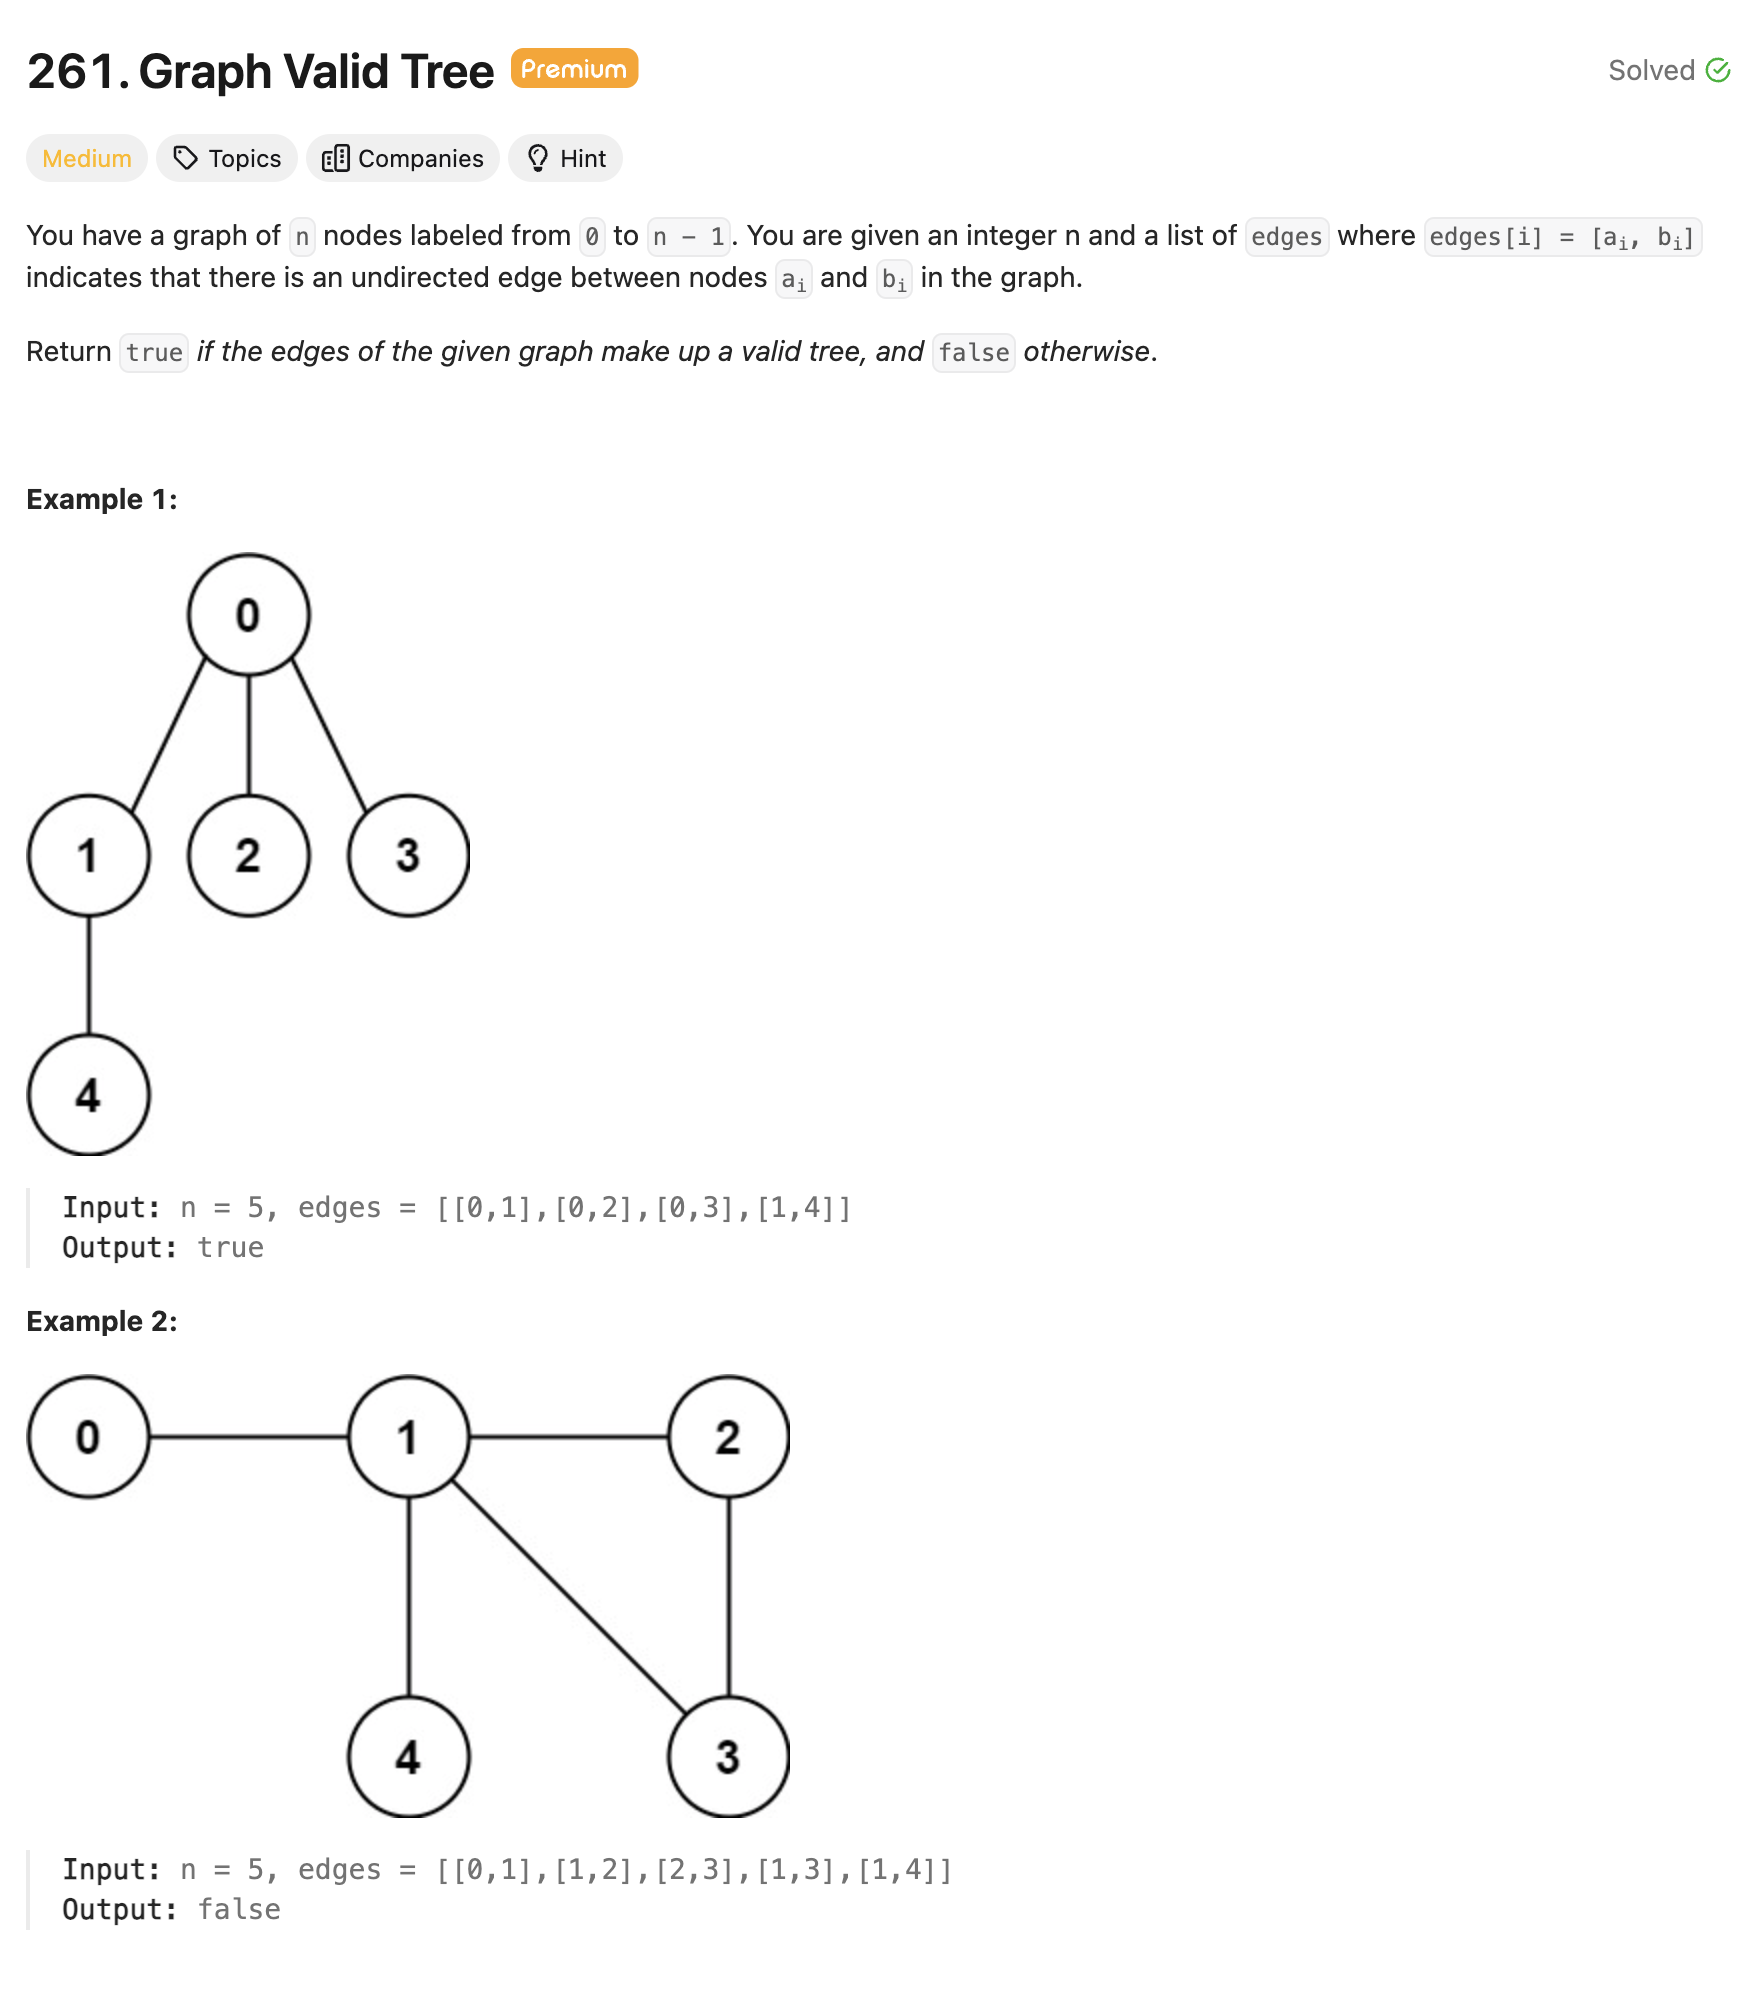 261. Graph Valid Tree Premium Solved
Medium Topics Companies Hint
You have a graph of n nodes labeled from 0 to n - 1. You are given an integer n and a list of edges where edges[i] = [ai, bi]
indicates that there is an undirected edge between nodes ai and bi in the graph.
Return true if the edges of the given graph make up a valid tree, and false otherwise.
Example 1:
0
1 2 3
4
Input: n = 5, edges = [[0,1],[0,2],[0,3],[1,4]]
Output: true
Example 2:
0 1 2
4 3
Input: n = 5, edges = [[0,1],[1,2],[2,3],[1,3],[1,4]]
Output: false